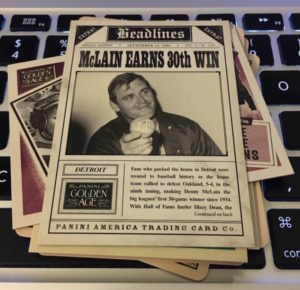 EXTRA!
Headlines
EXTRA!
SPECIAL EDITION
SEPTEMBER 14, 1968
McLAIN EARNS 30th WIN
DETROIT
PANINI
GOLDEN
AGE
Fans who packed the house in Detroit were
treated to baseball history as the home
team rallied to defeat Oakland, 5-4, in the
ninth inning, making Denny McLain the
big leagues' first 30-game winner since 1934.
With Hall of Fame hurler Dizzy Dean, the
Continued on back
PANINI AMERICA TRADING CARD Co.
GOLDEN
AGE